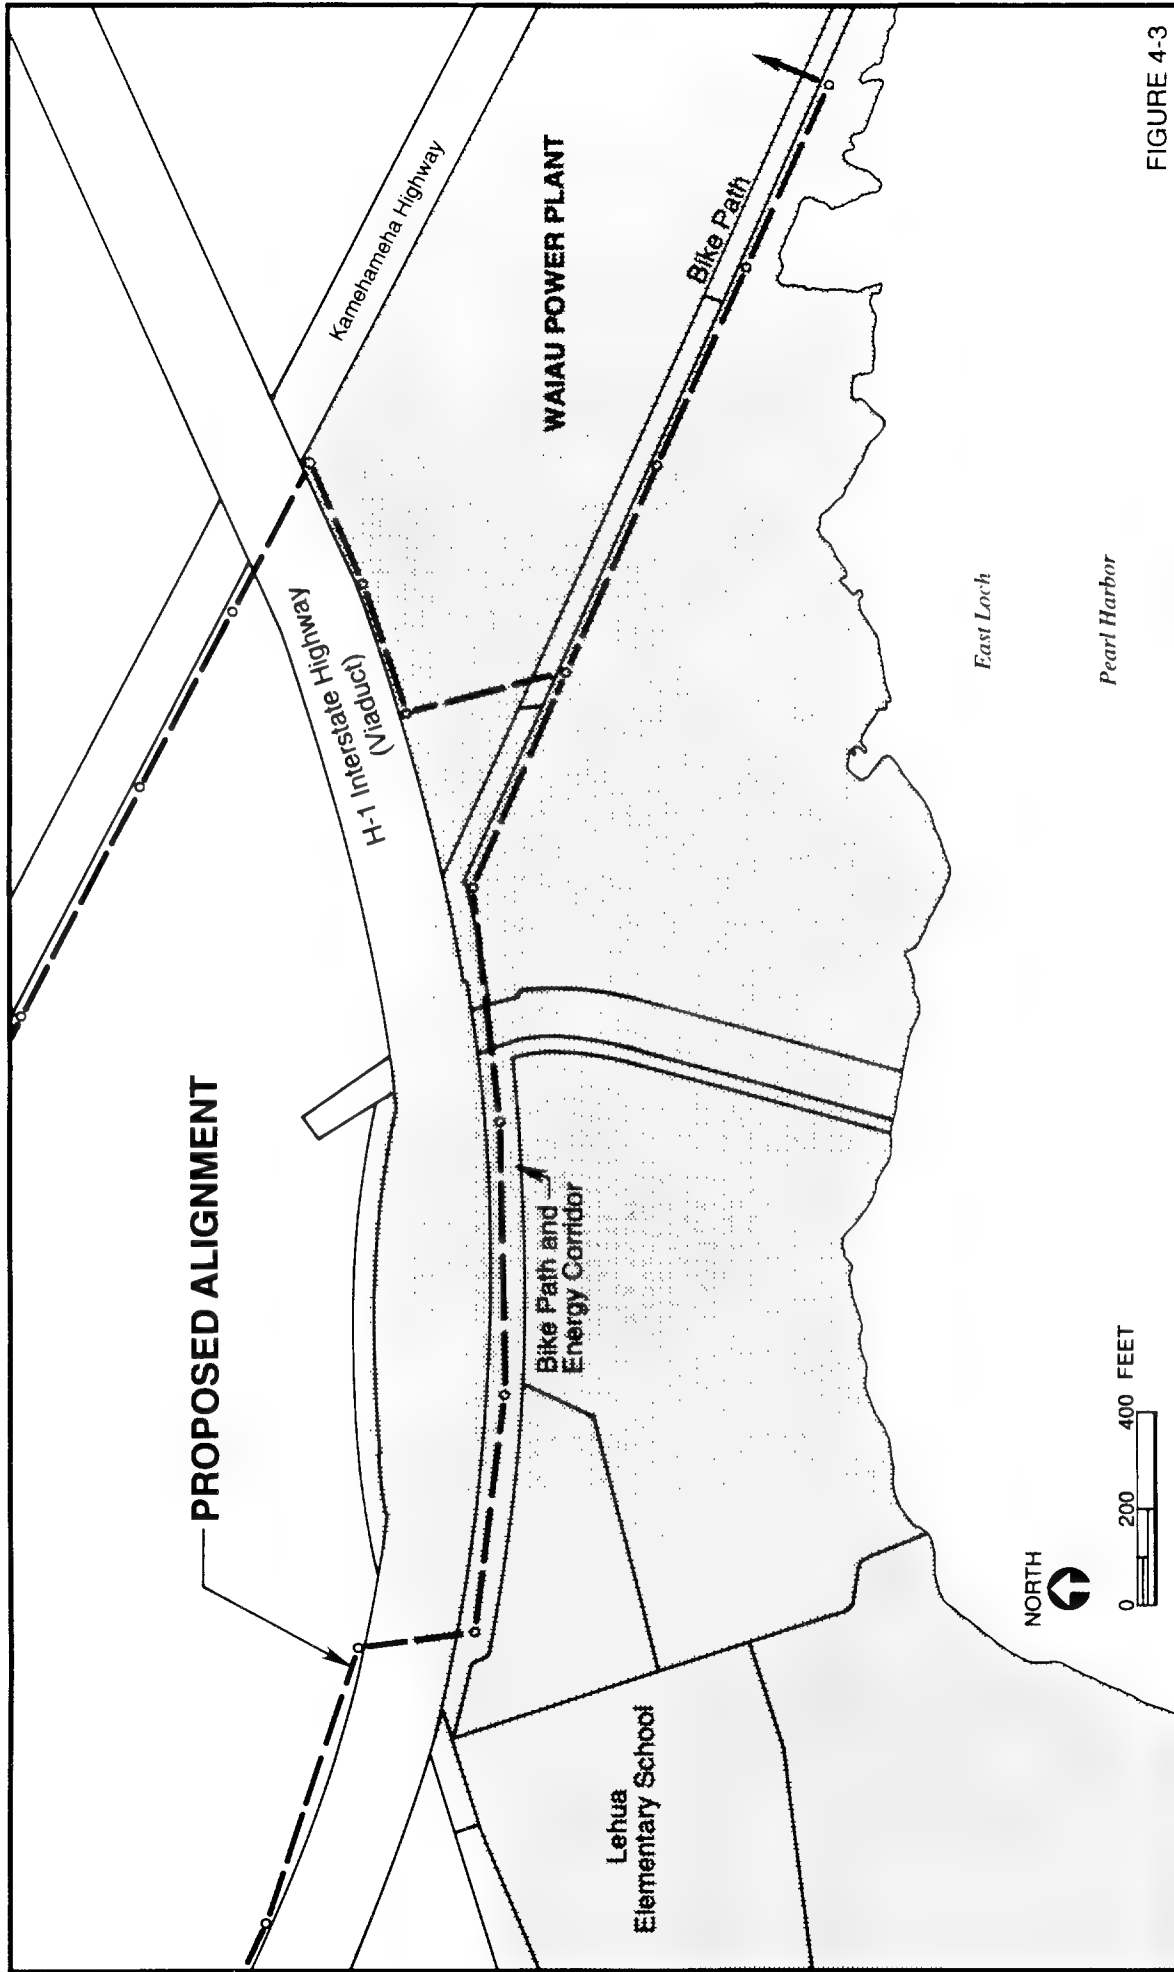 PROPOSED ALIGNMENT
Kamehameha Highway
H-1 Interstate Highway
(Viaduct)
WAIAU POWER PLANT
Bike Path
Bike Path and
Energy Corridor
Lehua
Elementary School
East Loch
Pearl Harbor
NORTH
0 200 400 FEET
FIGURE 4-3